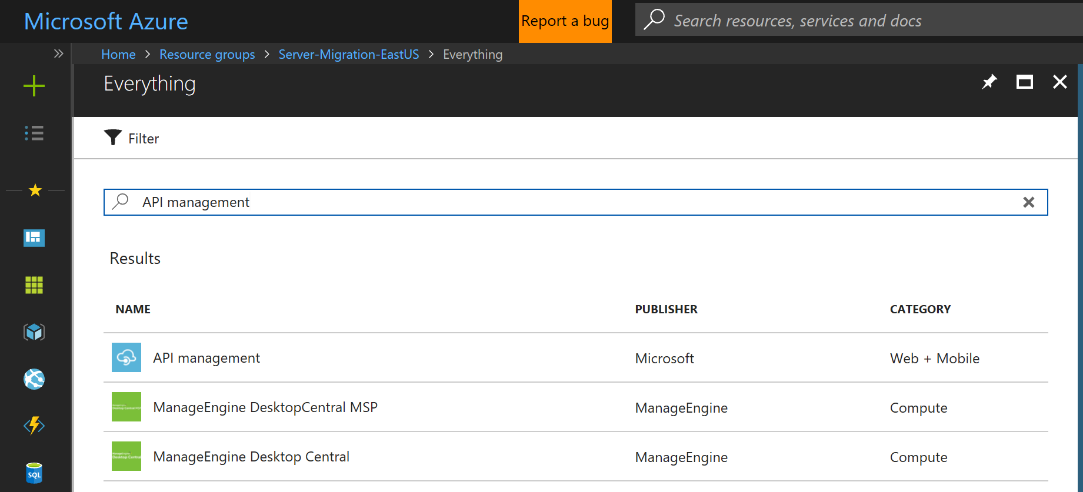 Microsoft Azure
Report a bug
Search resources, services and docs
Home > Resource groups > Server-Migration-EastUS > Everything
Everything
Filter
API management
Results
NAME PUBLISHER CATEGORY
API management Microsoft Web + Mobile
ManageEngine DesktopCentral MSP ManageEngine Compute
ManageEngine Desktop Central ManageEngine Compute
SQL